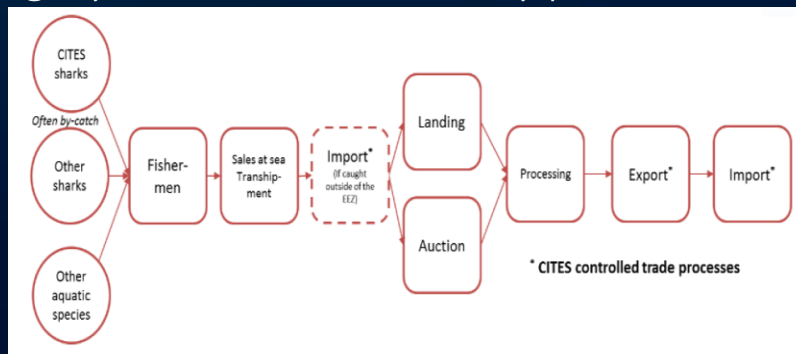 CITES
sharks
Often by-catch
Other
sharks
Other
aquatic
species
Fisher-
men
Sales at sea
Tranship-
ment
Import*
(If caught
outside of the
EEZ)
Landing
Auction
Processing
Export*
Import*
* CITES controlled trade processes